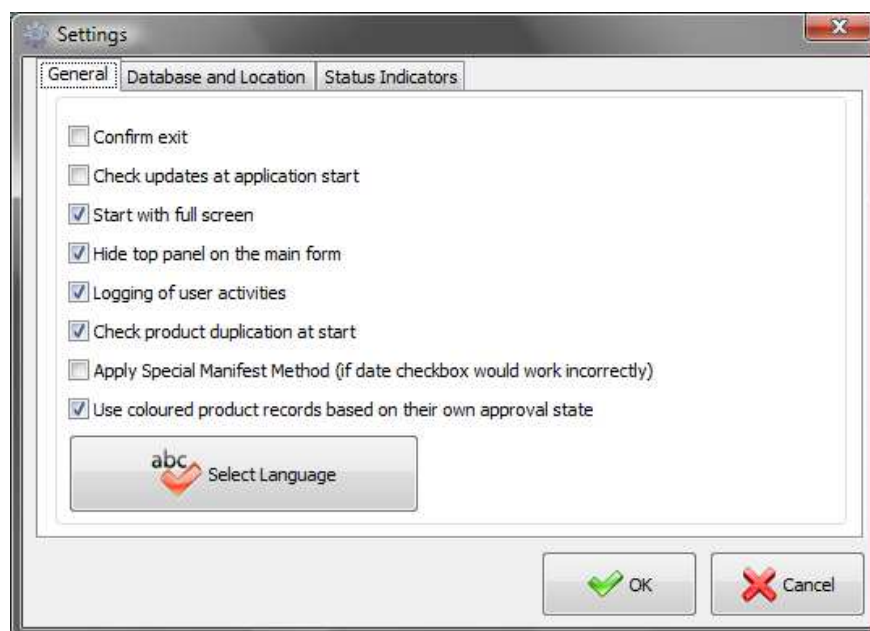 Settings
General Database and Location Status Indicators
Confirm exit
Check updates at application start
Start with full screen
Hide top panel on the main form
Logging of user activities
Check product duplication at start
Apply Special Manifest Method (if date checkbox would work incorrectly)
Use coloured product records based on their own approval state
abc Select Language
OK Cancel